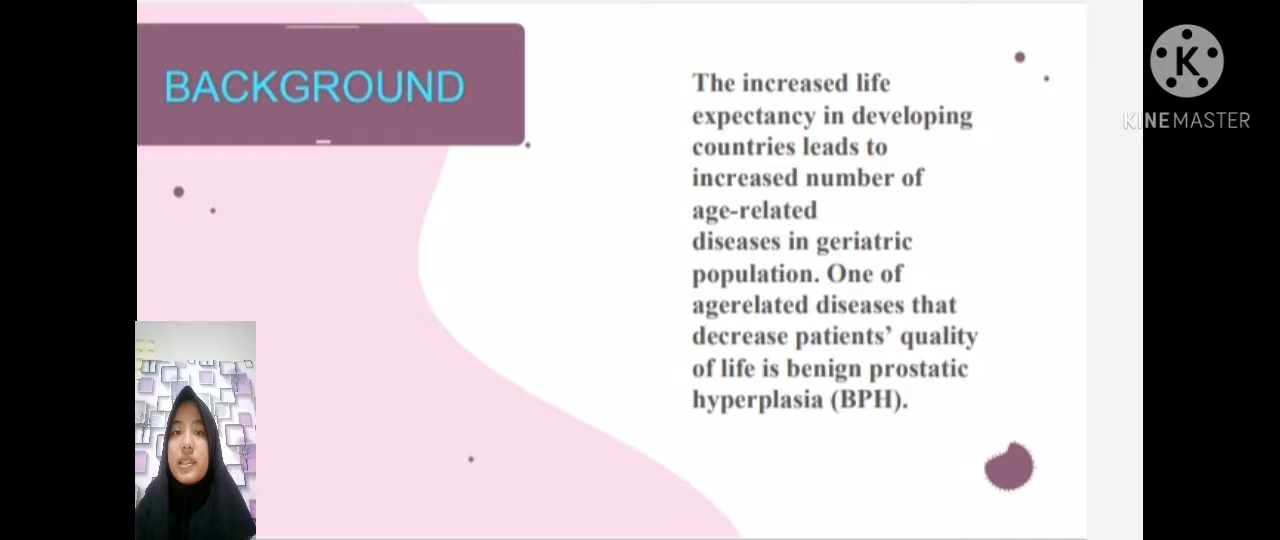 BACKGROUND
The increased life
expectancy in developing
countries leads to
increased number of
age-related
diseases in geriatric
population. One of
agerelated diseases that
decrease patients’ quality
of life is benign prostatic
hyperplasia (BPH).
K
KINEMASTER